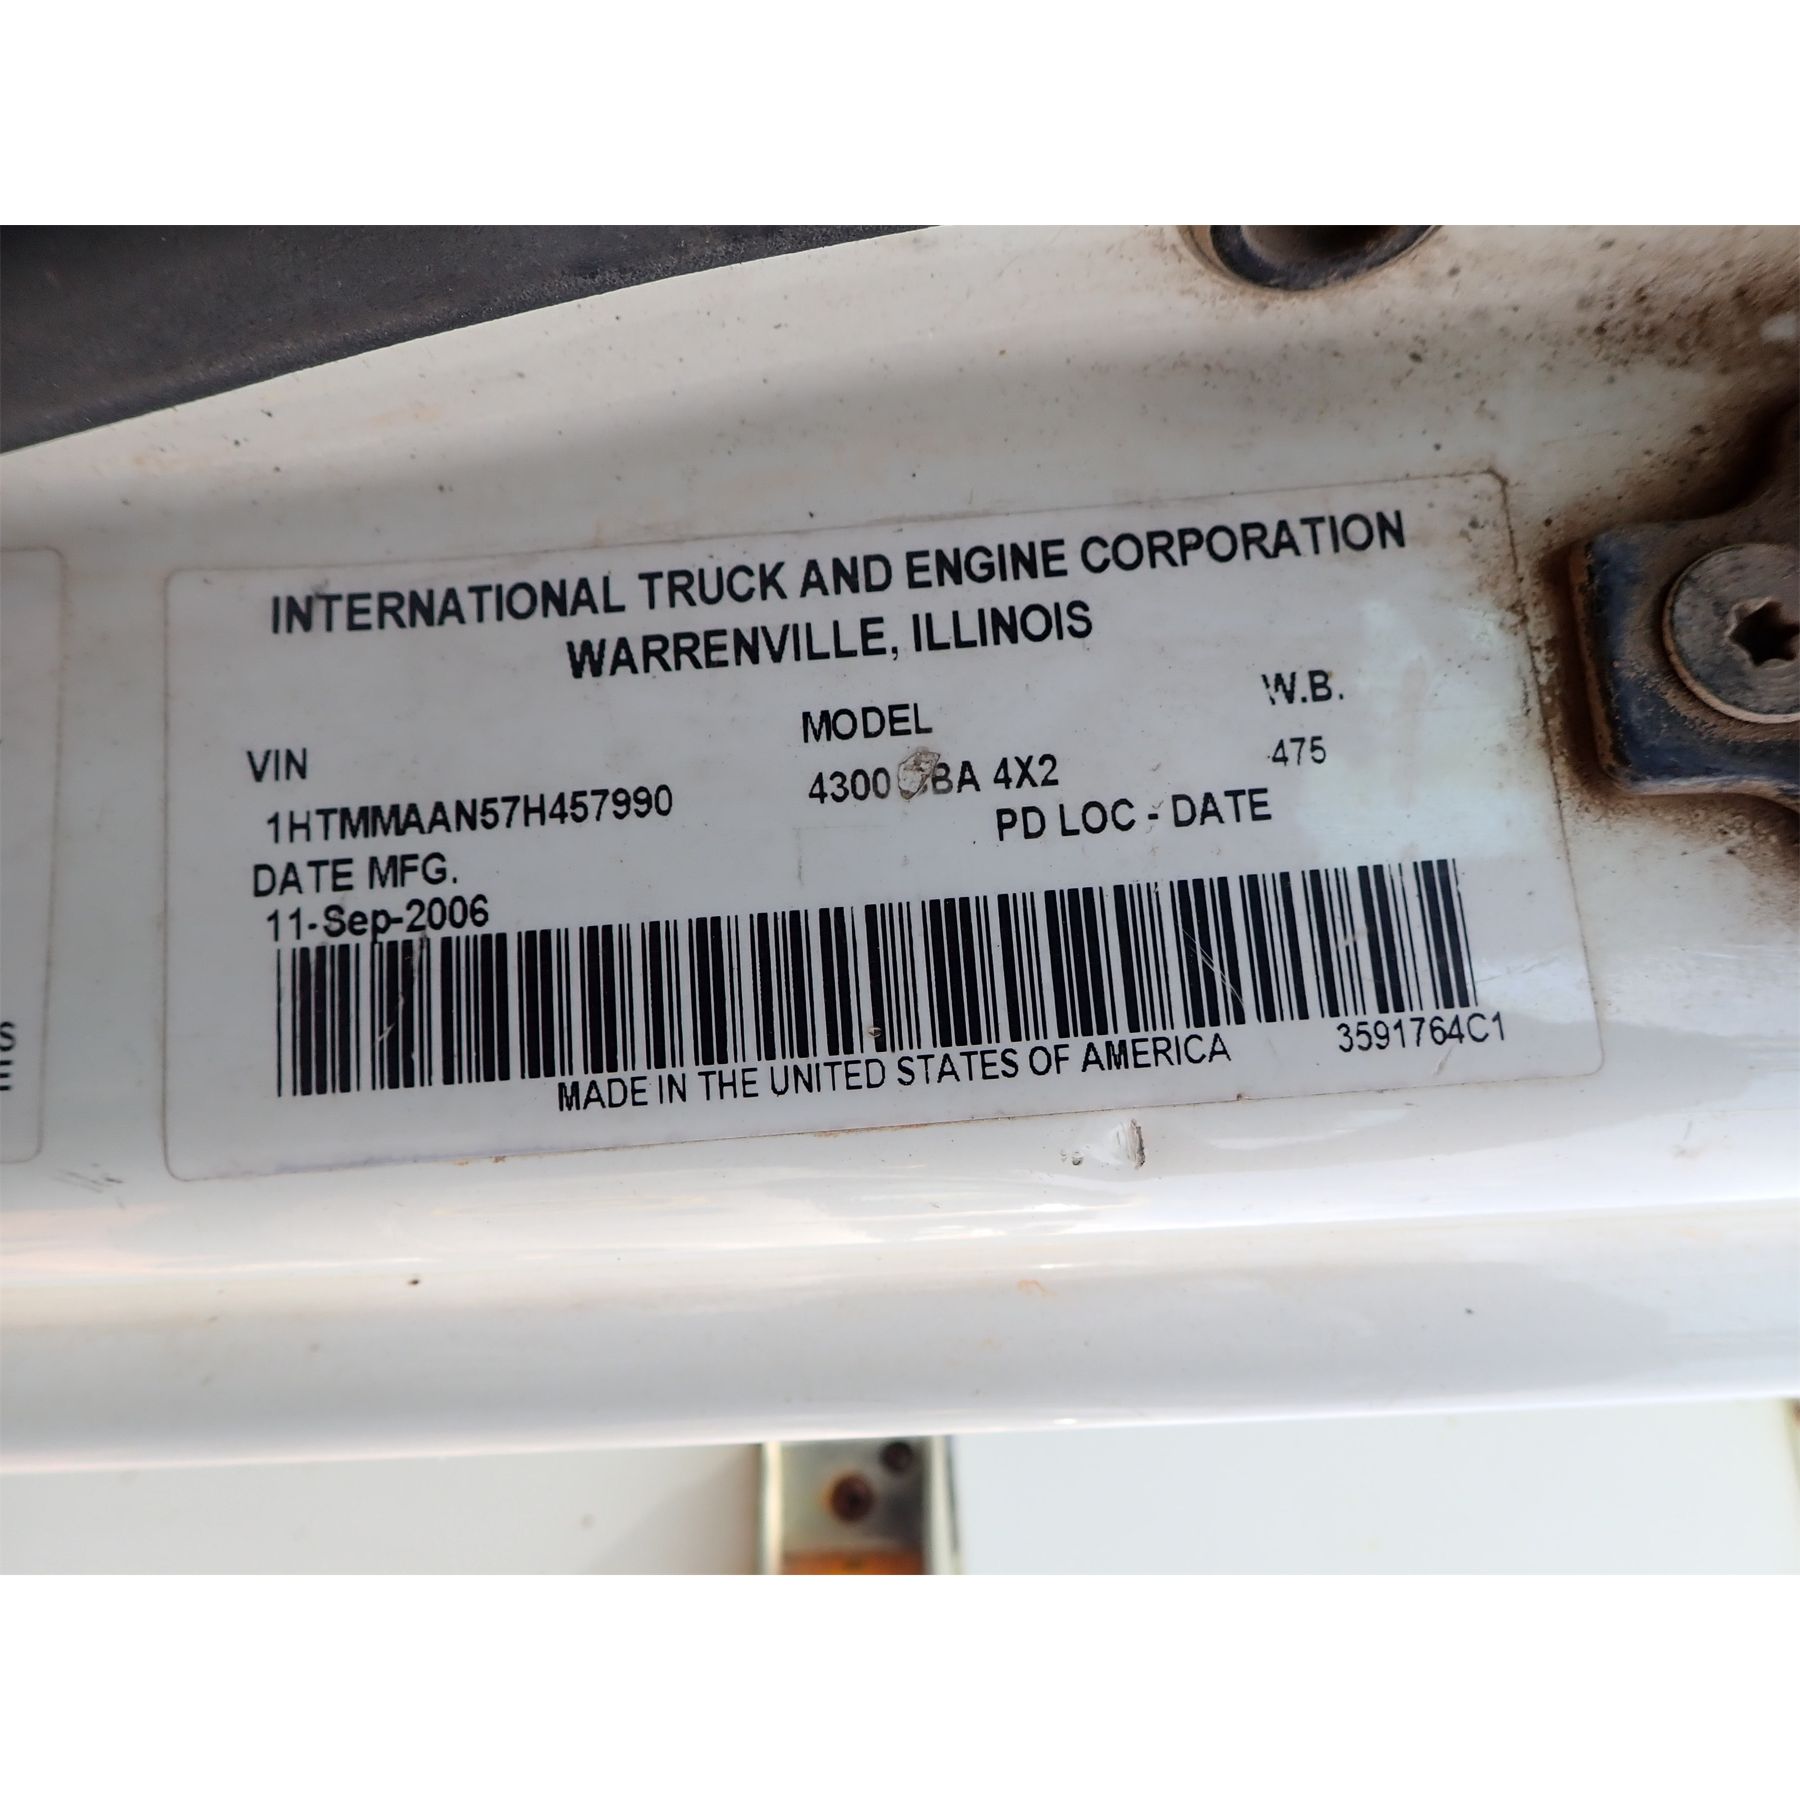 INTERNATIONAL TRUCK AND ENGINE CORPORATION
WARRENVILLE, ILLINOIS
VIN MODEL W.B.
1HTMMAAN57H457990 4300 4X2 475
DATE MFG. PD LOC - DATE
11-Sep-2006
MADE IN THE UNITED STATES OF AMERICA 3591764C1